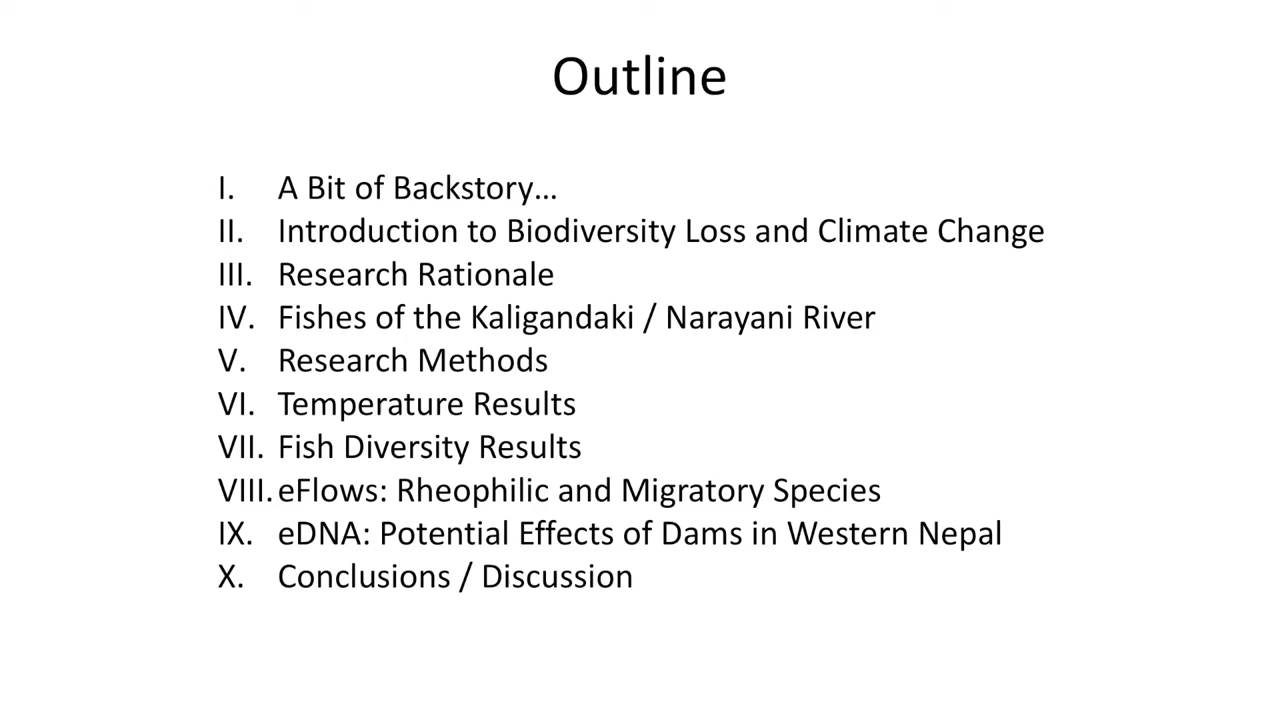 Outline
I. A Bit of Backstory…
II. Introduction to Biodiversity Loss and Climate Change
III. Research Rationale
IV. Fishes of the Kaligandaki / Narayani River
V. Research Methods
VI. Temperature Results
VII. Fish Diversity Results
VIII. eFlows: Rheophilic and Migratory Species
IX. eDNA: Potential Effects of Dams in Western Nepal
X. Conclusions / Discussion